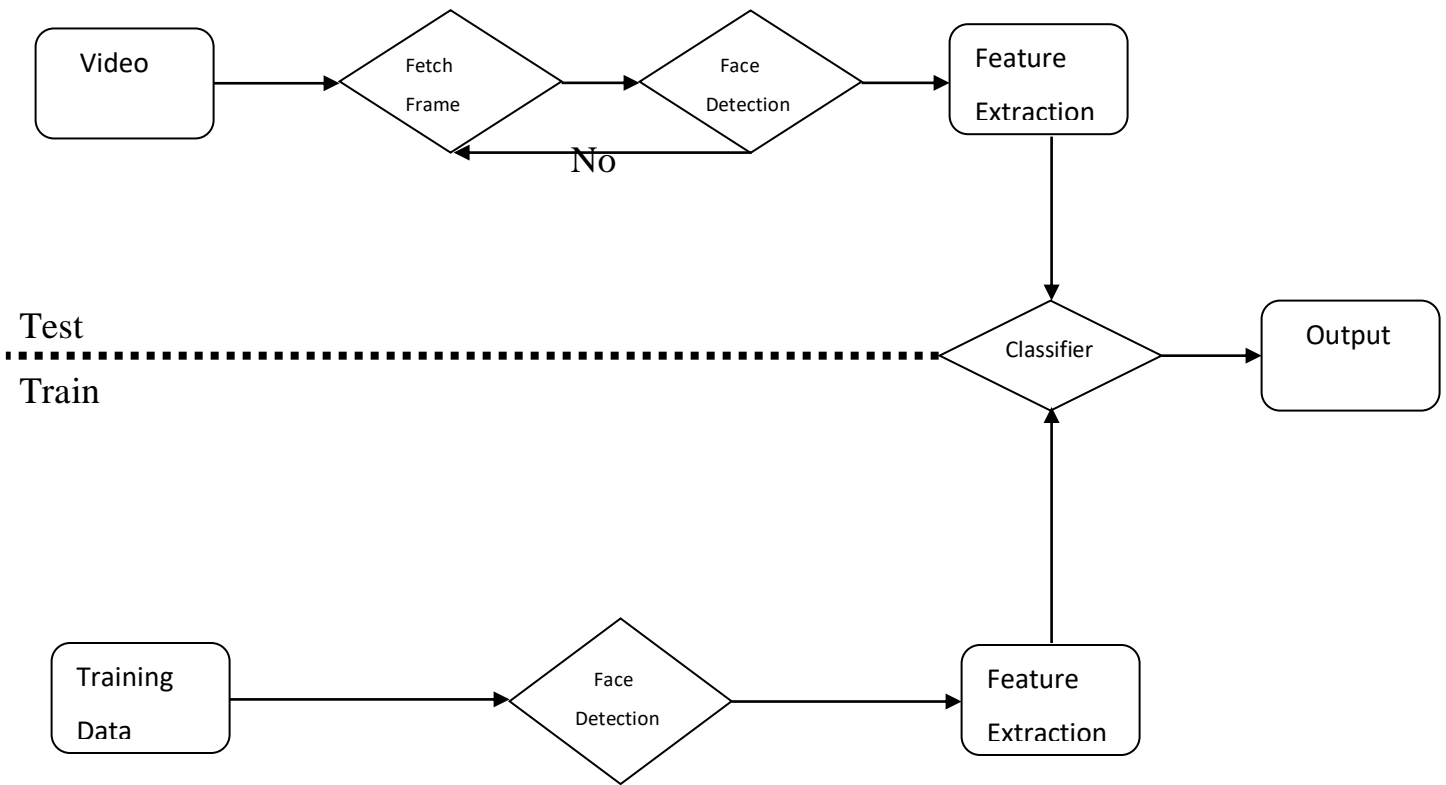 Video
Fetch
Frame
Face
Detection
Feature
Extraction
No
Test
Train
Classifier
Output
Training
Data
Face
Detection
Feature
Extraction